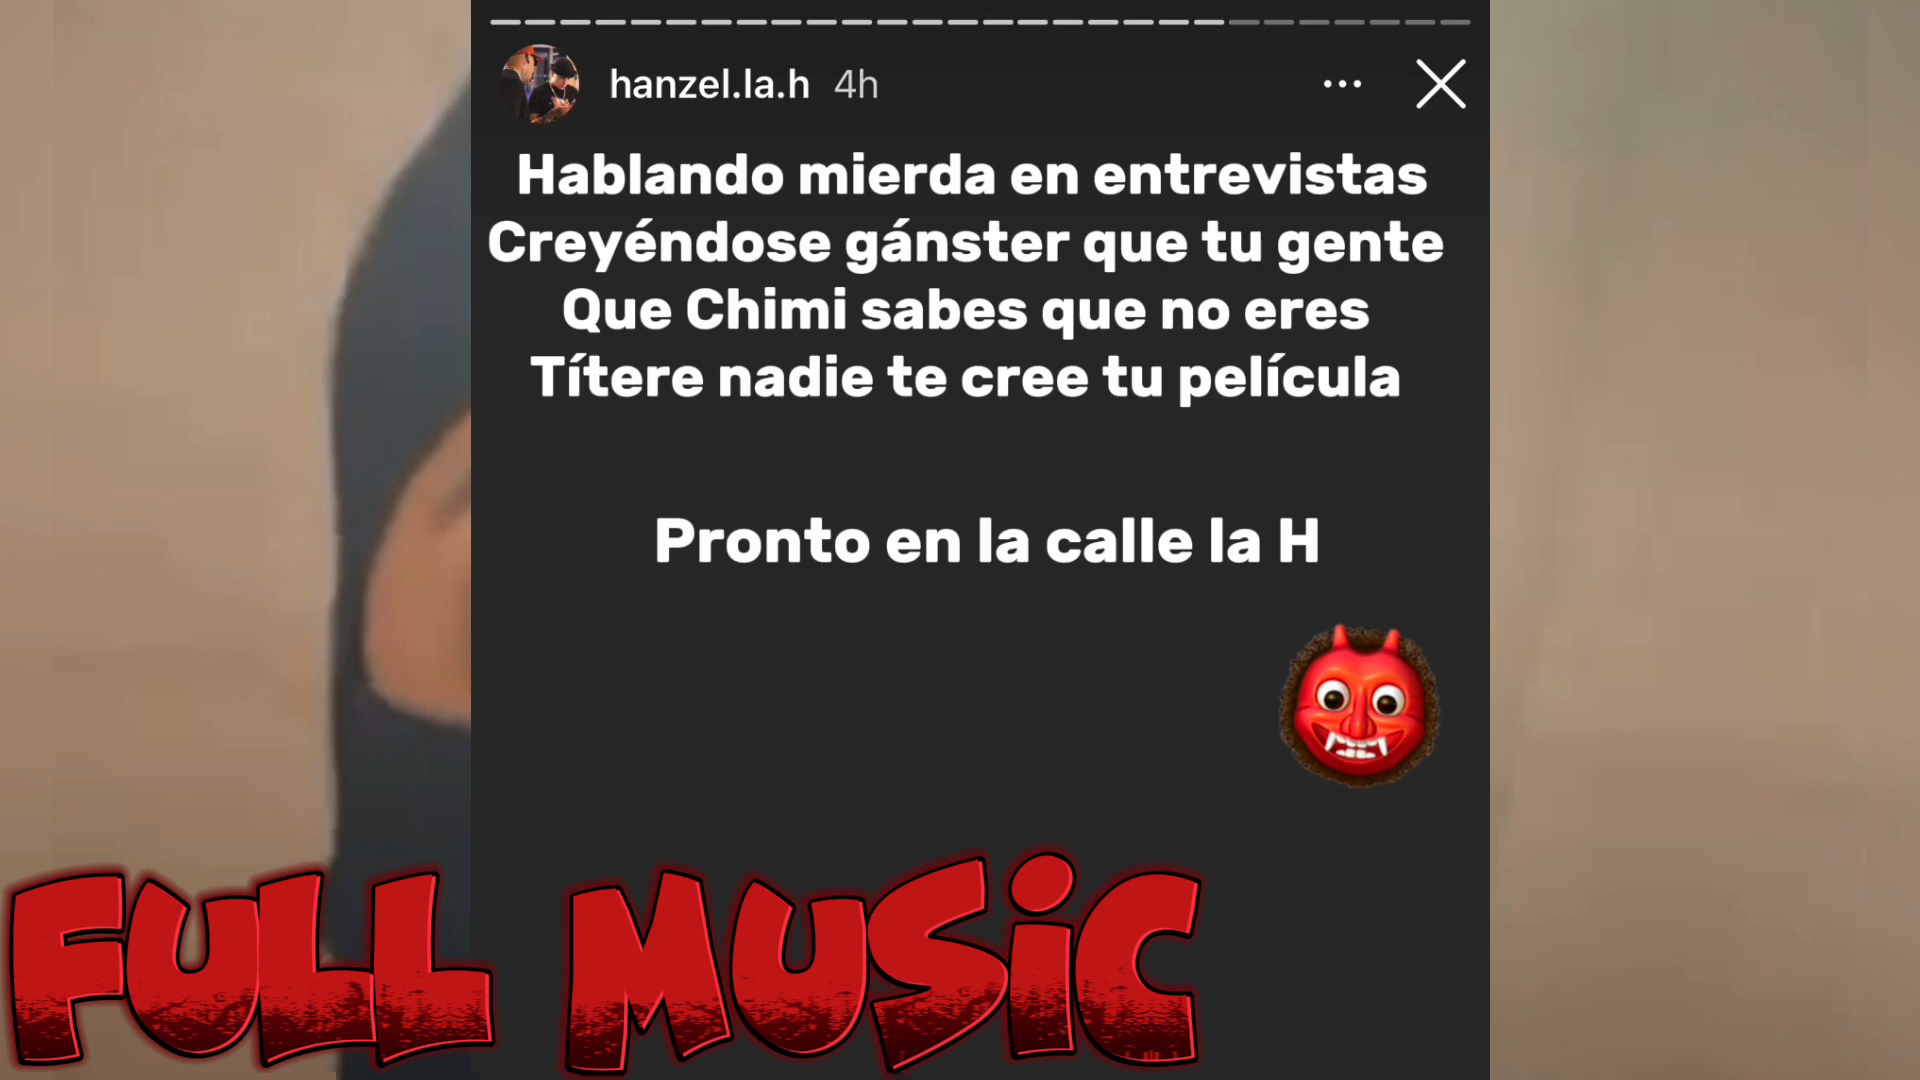 hanzel.la.h 4h
Hablando mierda en entrevistas
Creyéndose gánster que tu gente
Que Chimi sabes que no eres
Títere nadie te cree tu película
Pronto en la calle la H
FULL MUSiC